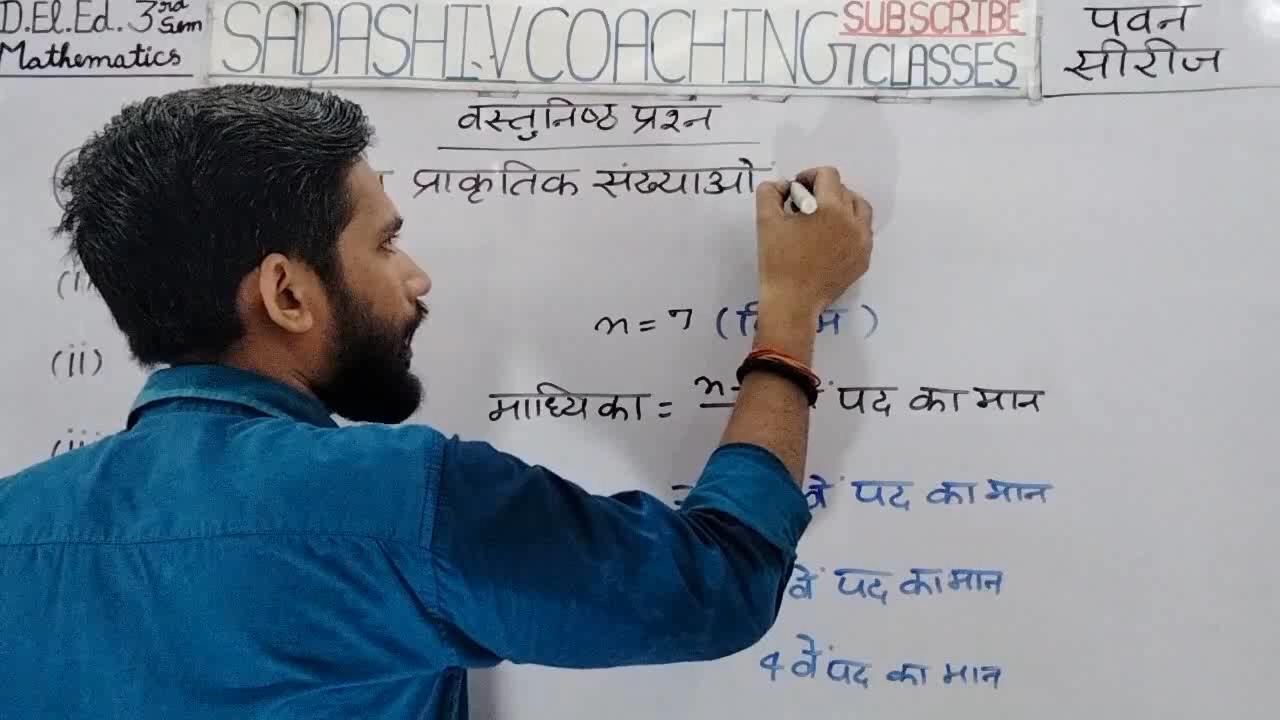 D.El.Ed. 3rd Sem
Mathematics
SADASHIV COACHING CLASSES
SUBSCRIBE
पवन
सीरीज
वस्तुनिष्ठ प्रश्न
प्राकृतिक संख्याओं
(ii)
n = 7
माध्यिका = पद का मान
= वें पद का मान
वें पद का मान
4 वें पद का मान